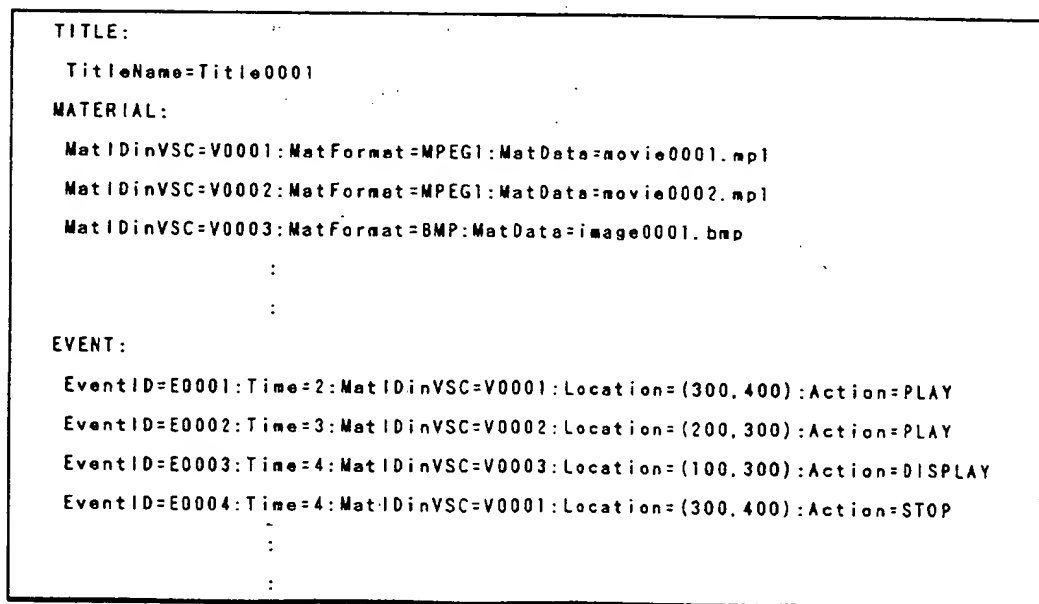 TITLE:
TitleName=Title0001
MATERIAL:
MatIDinVSC=V0001:MatFormat=MPEG1:MatData=movie0001.mp1
MatIDinVSC=V0002:MatFormat=MPEG1:MatData=movie0002.mp1
MatIDinVSC=V0003:MatFormat=BMP:MatData=image0001.bmp
:
:
EVENT:
EventID=E0001:Time=2:MatIDinVSC=V0001:Location=(300,400):Action=PLAY
EventID=E0002:Time=3:MatIDinVSC=V0002:Location=(200,300):Action=PLAY
EventID=E0003:Time=4:MatIDinVSC=V0003:Location=(100,300):Action=DISPLAY
EventID=E0004:Time=4:MatIDinVSC=V0001:Location=(300,400):Action=STOP
:
: